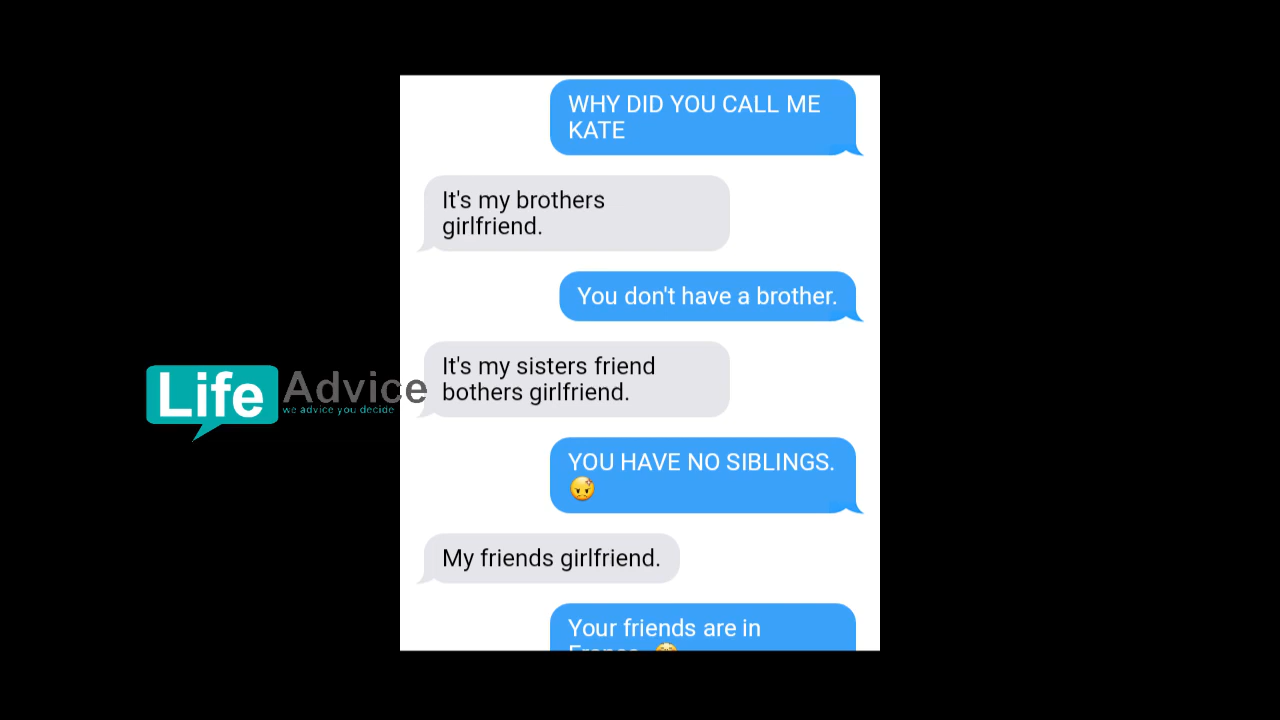 WHY DID YOU CALL ME
KATE
It's my brothers
girlfriend.
You don't have a brother.
It's my sisters friend
bothers girlfriend.
Life Advice
we advice you decide
YOU HAVE NO SIBLINGS.
😡
My friends girlfriend.
Your friends are in